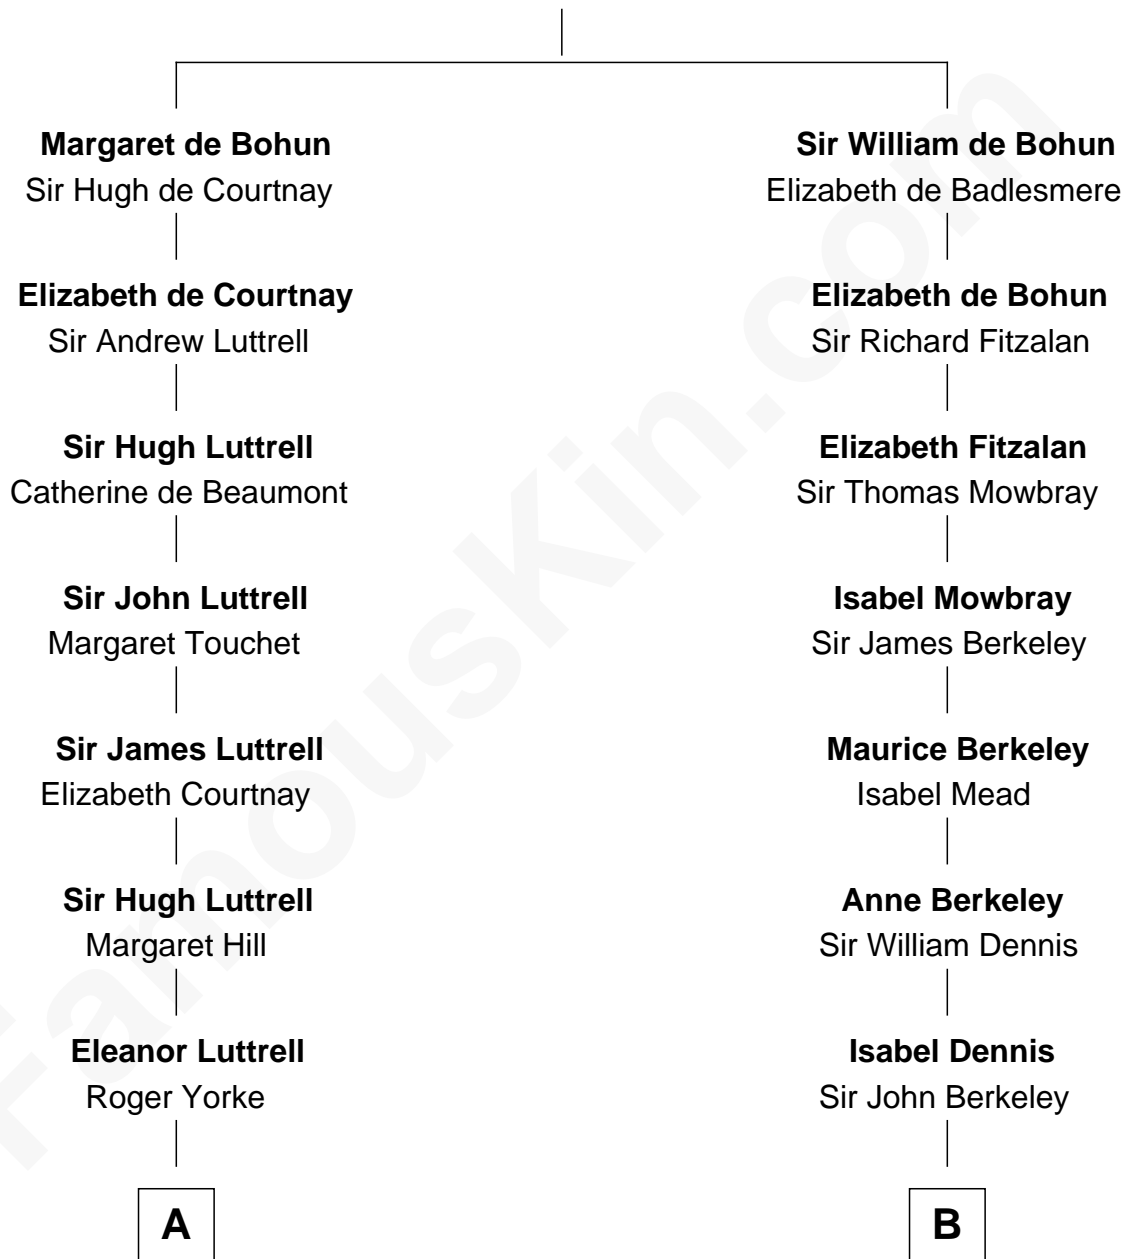 Margaret de Bohun
Sir Hugh de Courtnay
Elizabeth de Courtnay
Sir Andrew Luttrell
Sir Hugh Luttrell
Catherine de Beaumont
Sir John Luttrell
Margaret Touchet
Sir James Luttrell
Elizabeth Courtnay
Sir Hugh Luttrell
Margaret Hill
Eleanor Luttrell
Roger Yorke
A
Sir William de Bohun
Elizabeth de Badlesmere
Elizabeth de Bohun
Sir Richard Fitzalan
Elizabeth Fitzalan
Sir Thomas Mowbray
Isabel Mowbray
Sir James Berkeley
Maurice Berkeley
Isabel Mead
Anne Berkeley
Sir William Dennis
Isabel Dennis
Sir John Berkeley
B
FamousKin.com